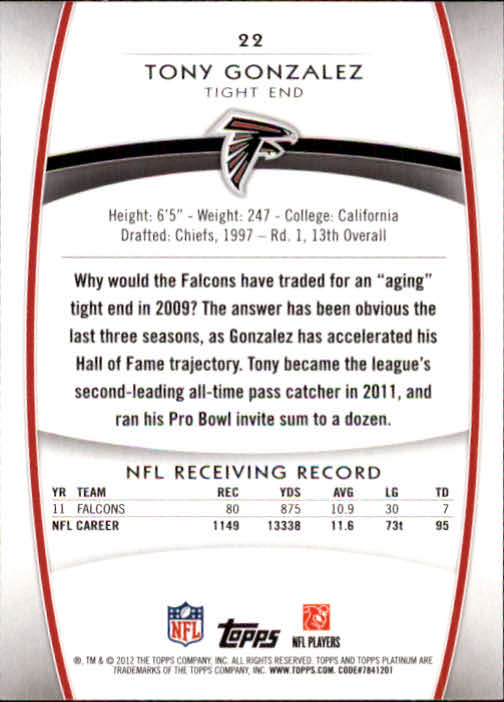 22
TONY GONZALEZ
TIGHT END
Height: 6'5" - Weight: 247 - College: California
Drafted: Chiefs, 1997 – Rd. 1, 13th Overall
Why would the Falcons have traded for an "aging"
tight end in 2009? The answer has been obvious the
last three seasons, as Gonzalez has accelerated his
Hall of Fame trajectory. Tony became the league's
second-leading all-time pass catcher in 2011, and
ran his Pro Bowl invite sum to a dozen.
NFL RECEIVING RECORD
YR TEAM REC YDS AVG LG TD
11 FALCONS 80 875 10.9 30 7
NFL CAREER 1149 13338 11.6 73t 95
NFL Topps NFL PLAYERS
®, TM & © 2012 THE TOPPS COMPANY, INC. ALL RIGHTS RESERVED. TOPPS AND TOPPS PLATINUM ARE
TRADEMARKS OF THE TOPPS COMPANY, INC. WWW.TOPPS.COM. CODE#7841201